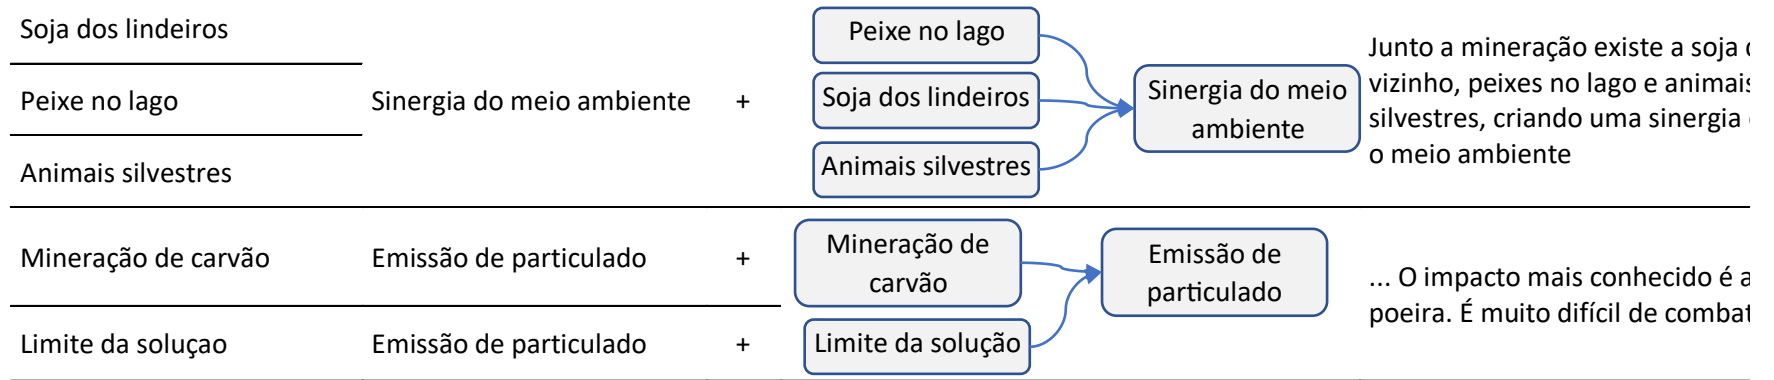 Soja dos lindeiros
Peixe no lago
Animais silvestres
Sinergia do meio ambiente
+
Peixe no lago
Soja dos lindeiros
Animais silvestres
Sinergia do meio
ambiente
Junto a mineração existe a soja
vizinho, peixes no lago e animais
silvestres, criando uma sinergia
o meio ambiente
Mineração de carvão
Emissão de particulado
+
Mineração de
carvão
Emissão de
particulado
Limite da soluçao
Emissão de particulado
+
Limite da solução
... O impacto mais conhecido é a
poeira. É muito difícil de